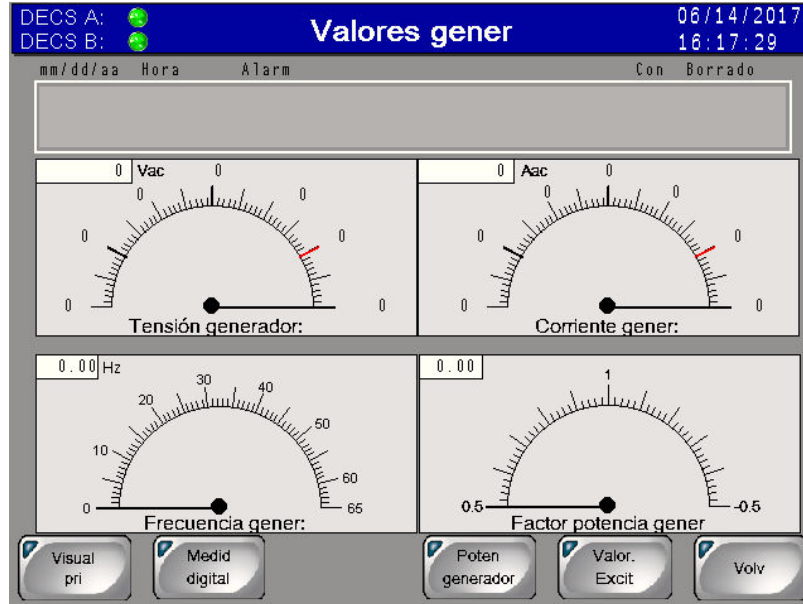 DECS A:
DECS B:
Valores gener
06/14/2017
16:17:29
mm/dd/aa Hora Alarm Con Borrado
0 Vac
0
0
0
0
0
0
0
Tensión generador:
0 Aac
0
0
0
0
0
0
0
Corriente gener:
0.00 Hz
0
10
20
30
40
50
60
65
Frecuencia gener:
0.00
1
0.5
-0.5
Factor potencia gener
Visual
pri
Medid
digital
Poten
generador
Valor.
Excit
Volv